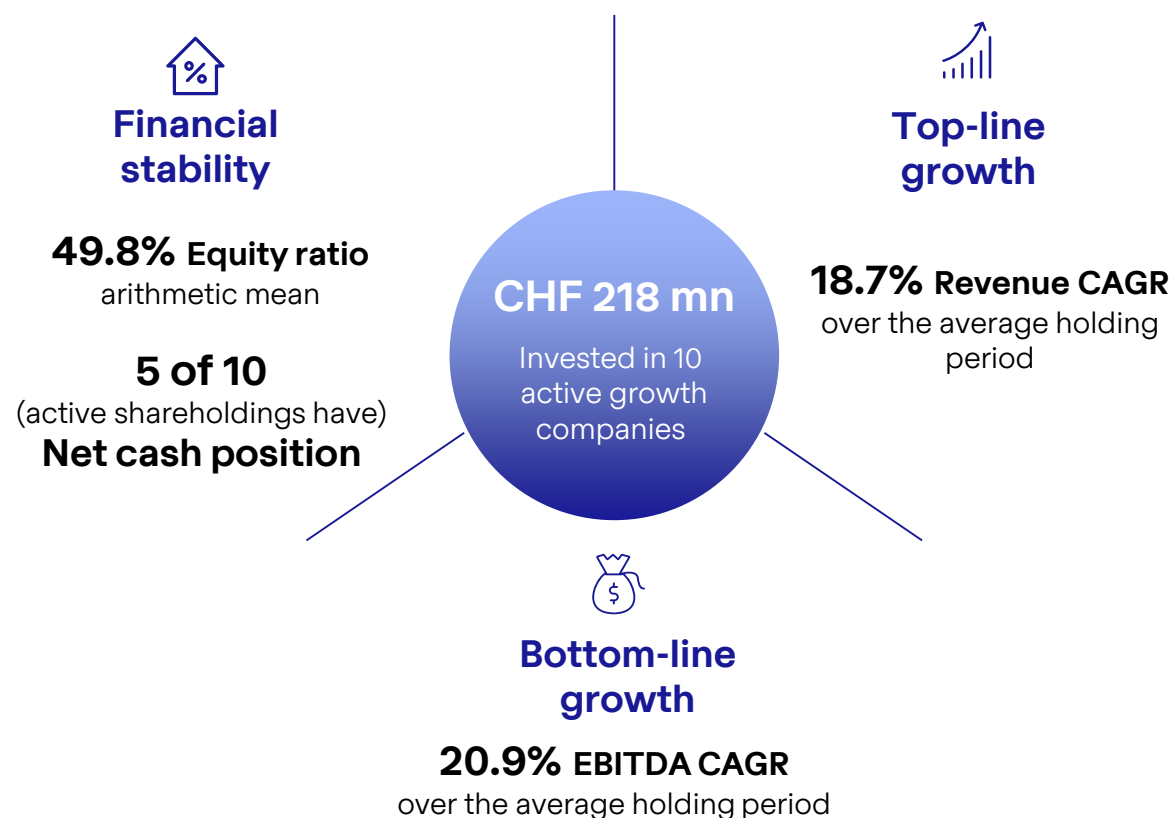 Financial
stability
49.8% Equity ratio
arithmetic mean
5 of 10
(active shareholdings have)
Net cash position
CHF 218 mn
Invested in 10
active growth
companies
Top-line
growth
18.7% Revenue CAGR
over the average holding
period
Bottom-line
growth
20.9% EBITDA CAGR
over the average holding period